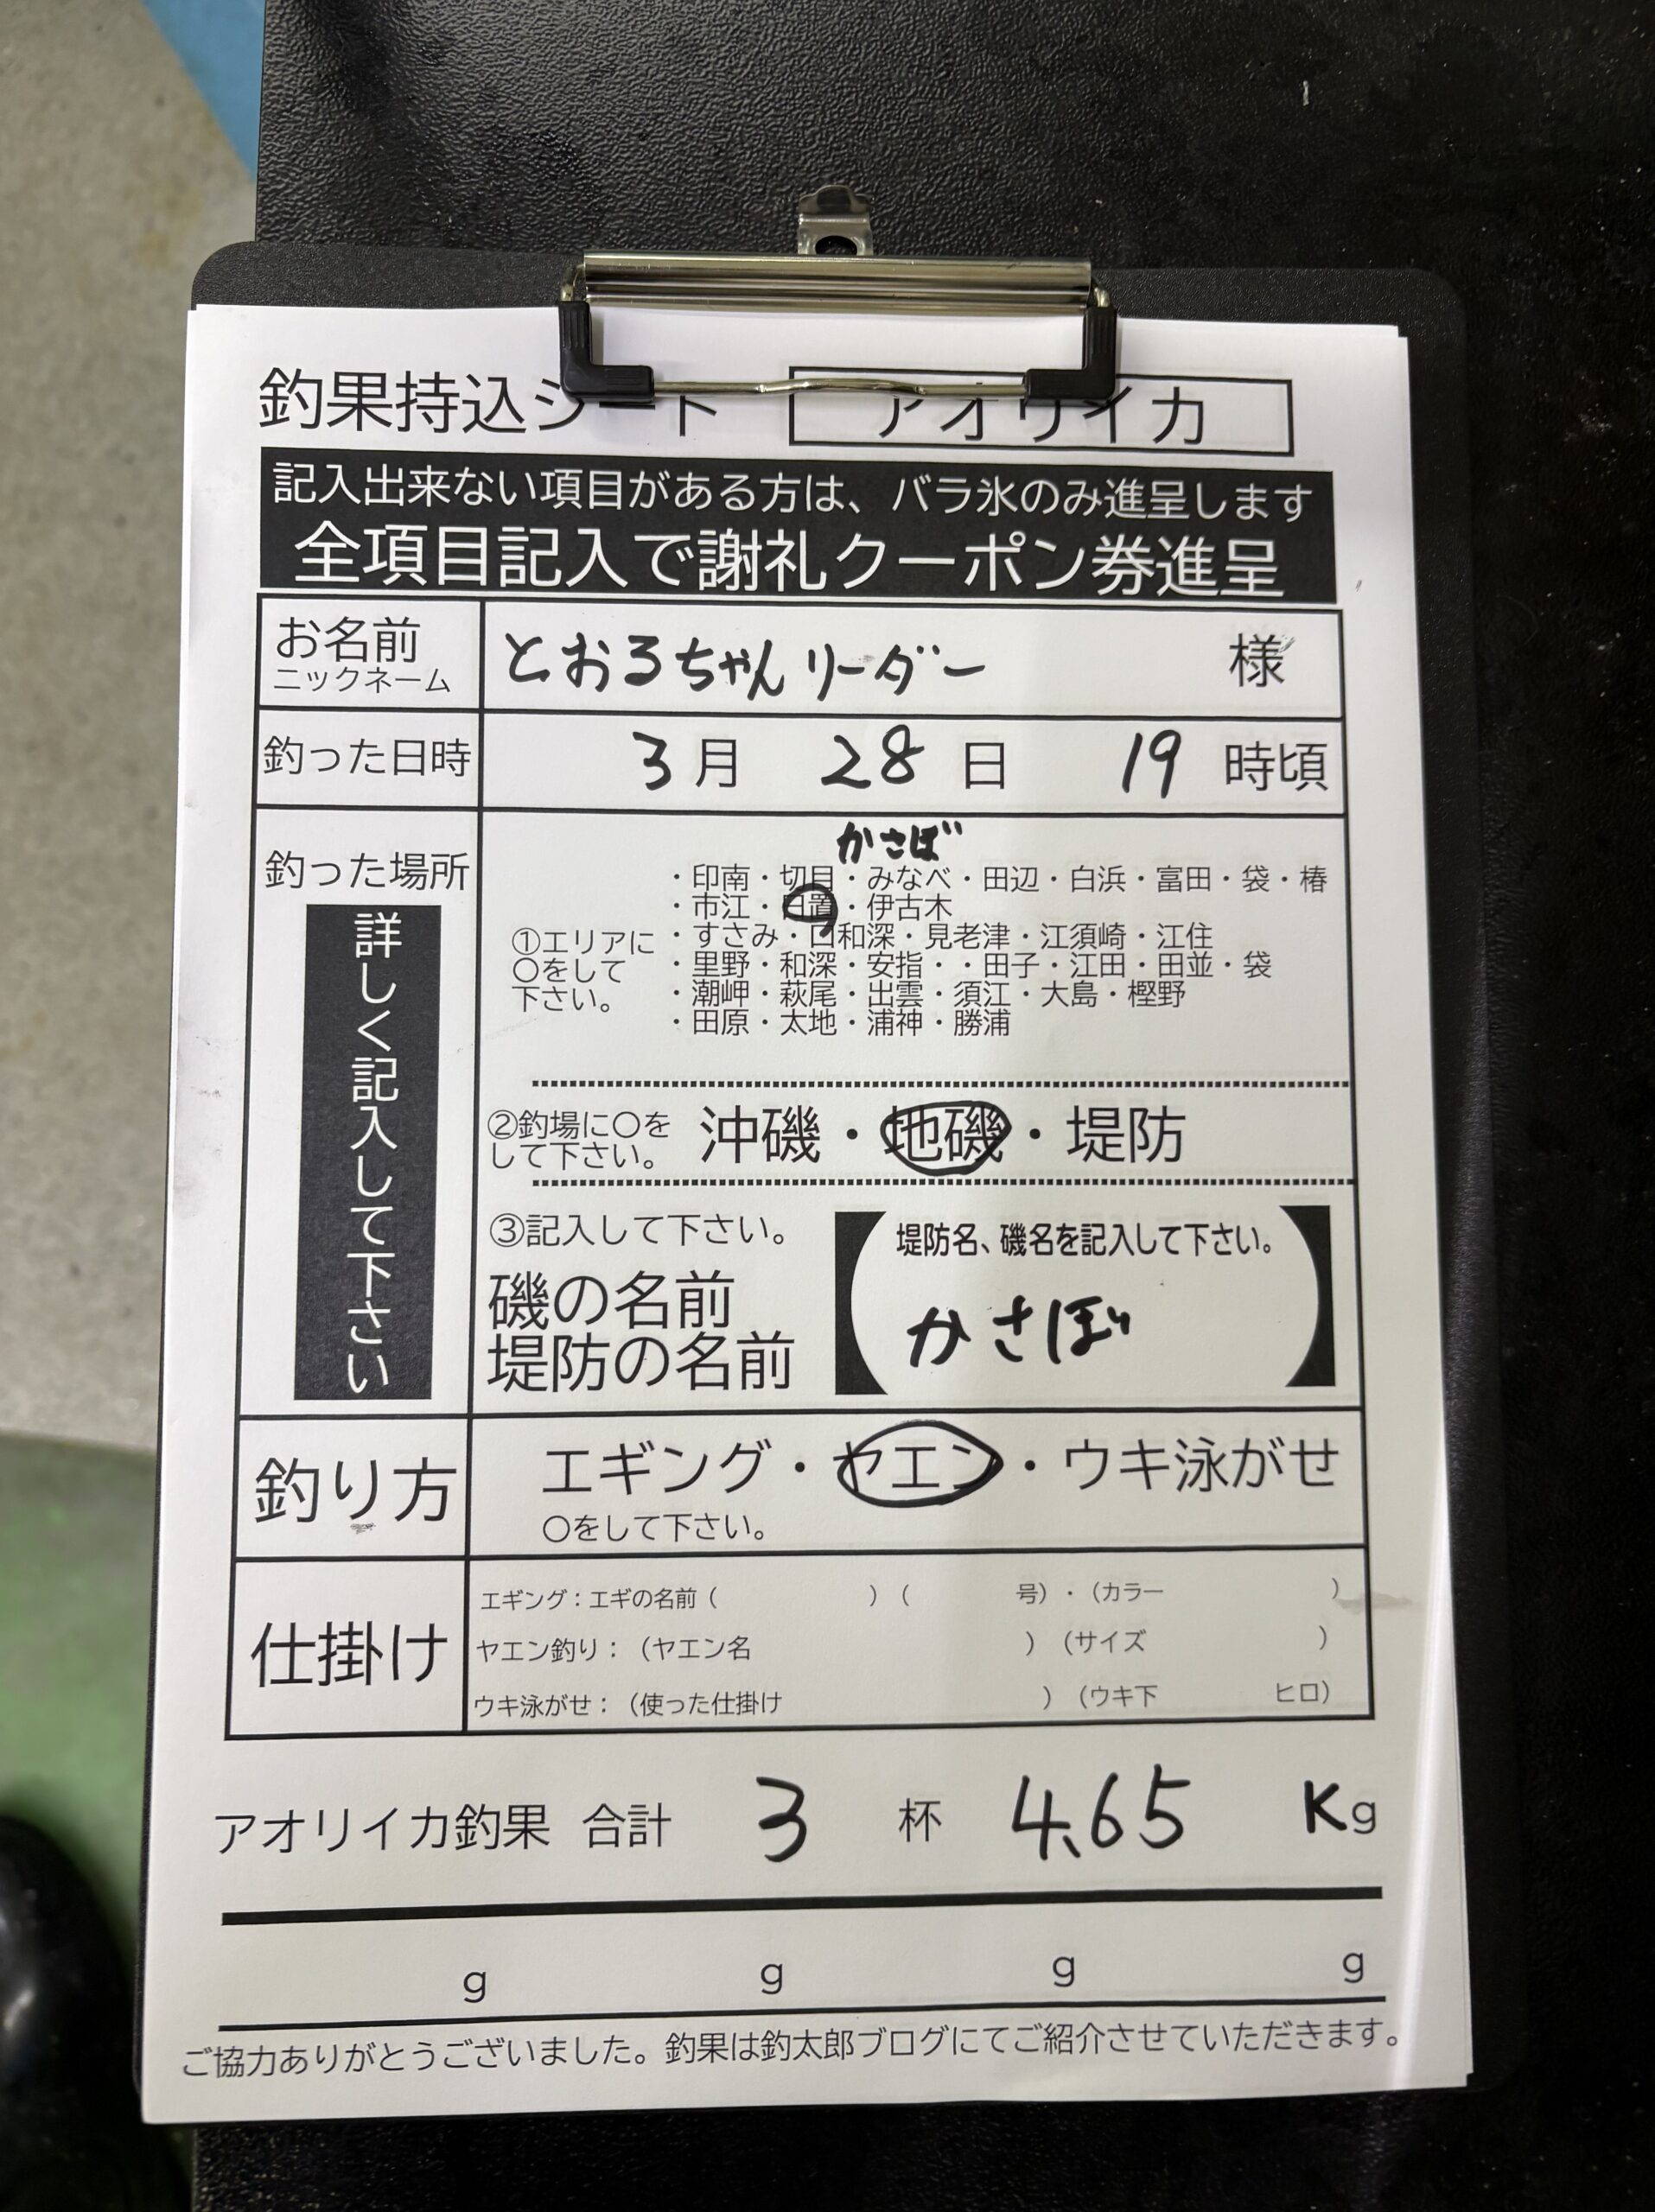 釣果持込シート アオリイカ
記入出来ない項目がある方は、バラ氷のみ進呈します
全項目記入で謝礼クーポン券進呈
お名前 とおるちゃんリーダー 様
ニックネーム
釣った日時 3月 28日 19時頃
釣った場所
詳しく記入して下さい
かさぼ
①エリアに
〇をして
下さい。
・印南・切目・みなべ・田辺・白浜・富田・袋・椿
・市江・日置・伊古木
・すさみ・口和深・見老津・江須崎・江住
・里野・和深・安指・・田子・江田・田並・袋
・潮岬・萩尾・出雲・須江・大島・樫野
・田原・太地・浦神・勝浦
②釣場に〇を
して下さい。
沖磯・地磯・堤防
③記入して下さい。
磯の名前
堤防の名前
【堤防名、磯名を記入して下さい。
かさぼ】
釣り方 エギング・ヤエン・ウキ泳がせ
〇をして下さい。
仕掛け
エギング：エギの名前（ ）（ 号）・（カラー ）
ヤエン釣り：（ヤエン名 ）（サイズ ）
ウキ泳がせ：（使った仕掛け ）（ウキ下 ヒロ）
アオリイカ釣果 合計 3 杯 4.65 Kg
g g g g
ご協力ありがとうございました。釣果は釣太郎ブログにてご紹介させていただきます。